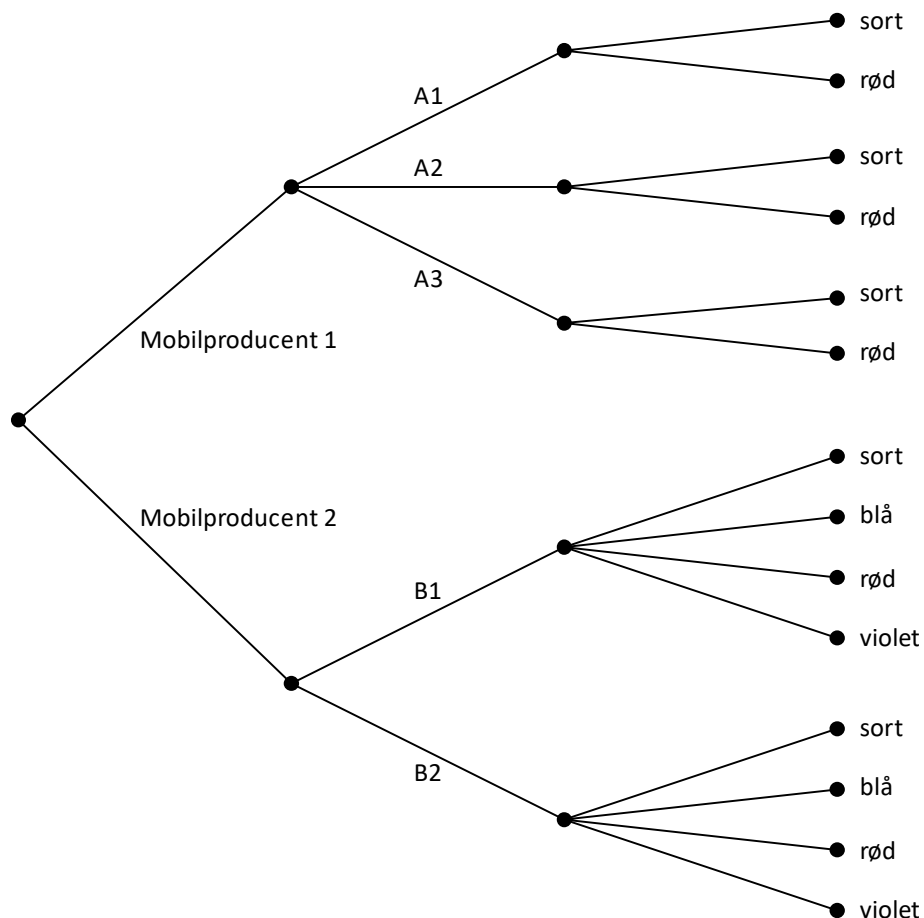 sort
A1
rød
sort
A2
rød
A3
sort
rød
Mobilproducent 1
sort
Mobilproducent 2
blå
B1
rød
violet
sort
B2
blå
rød
violet